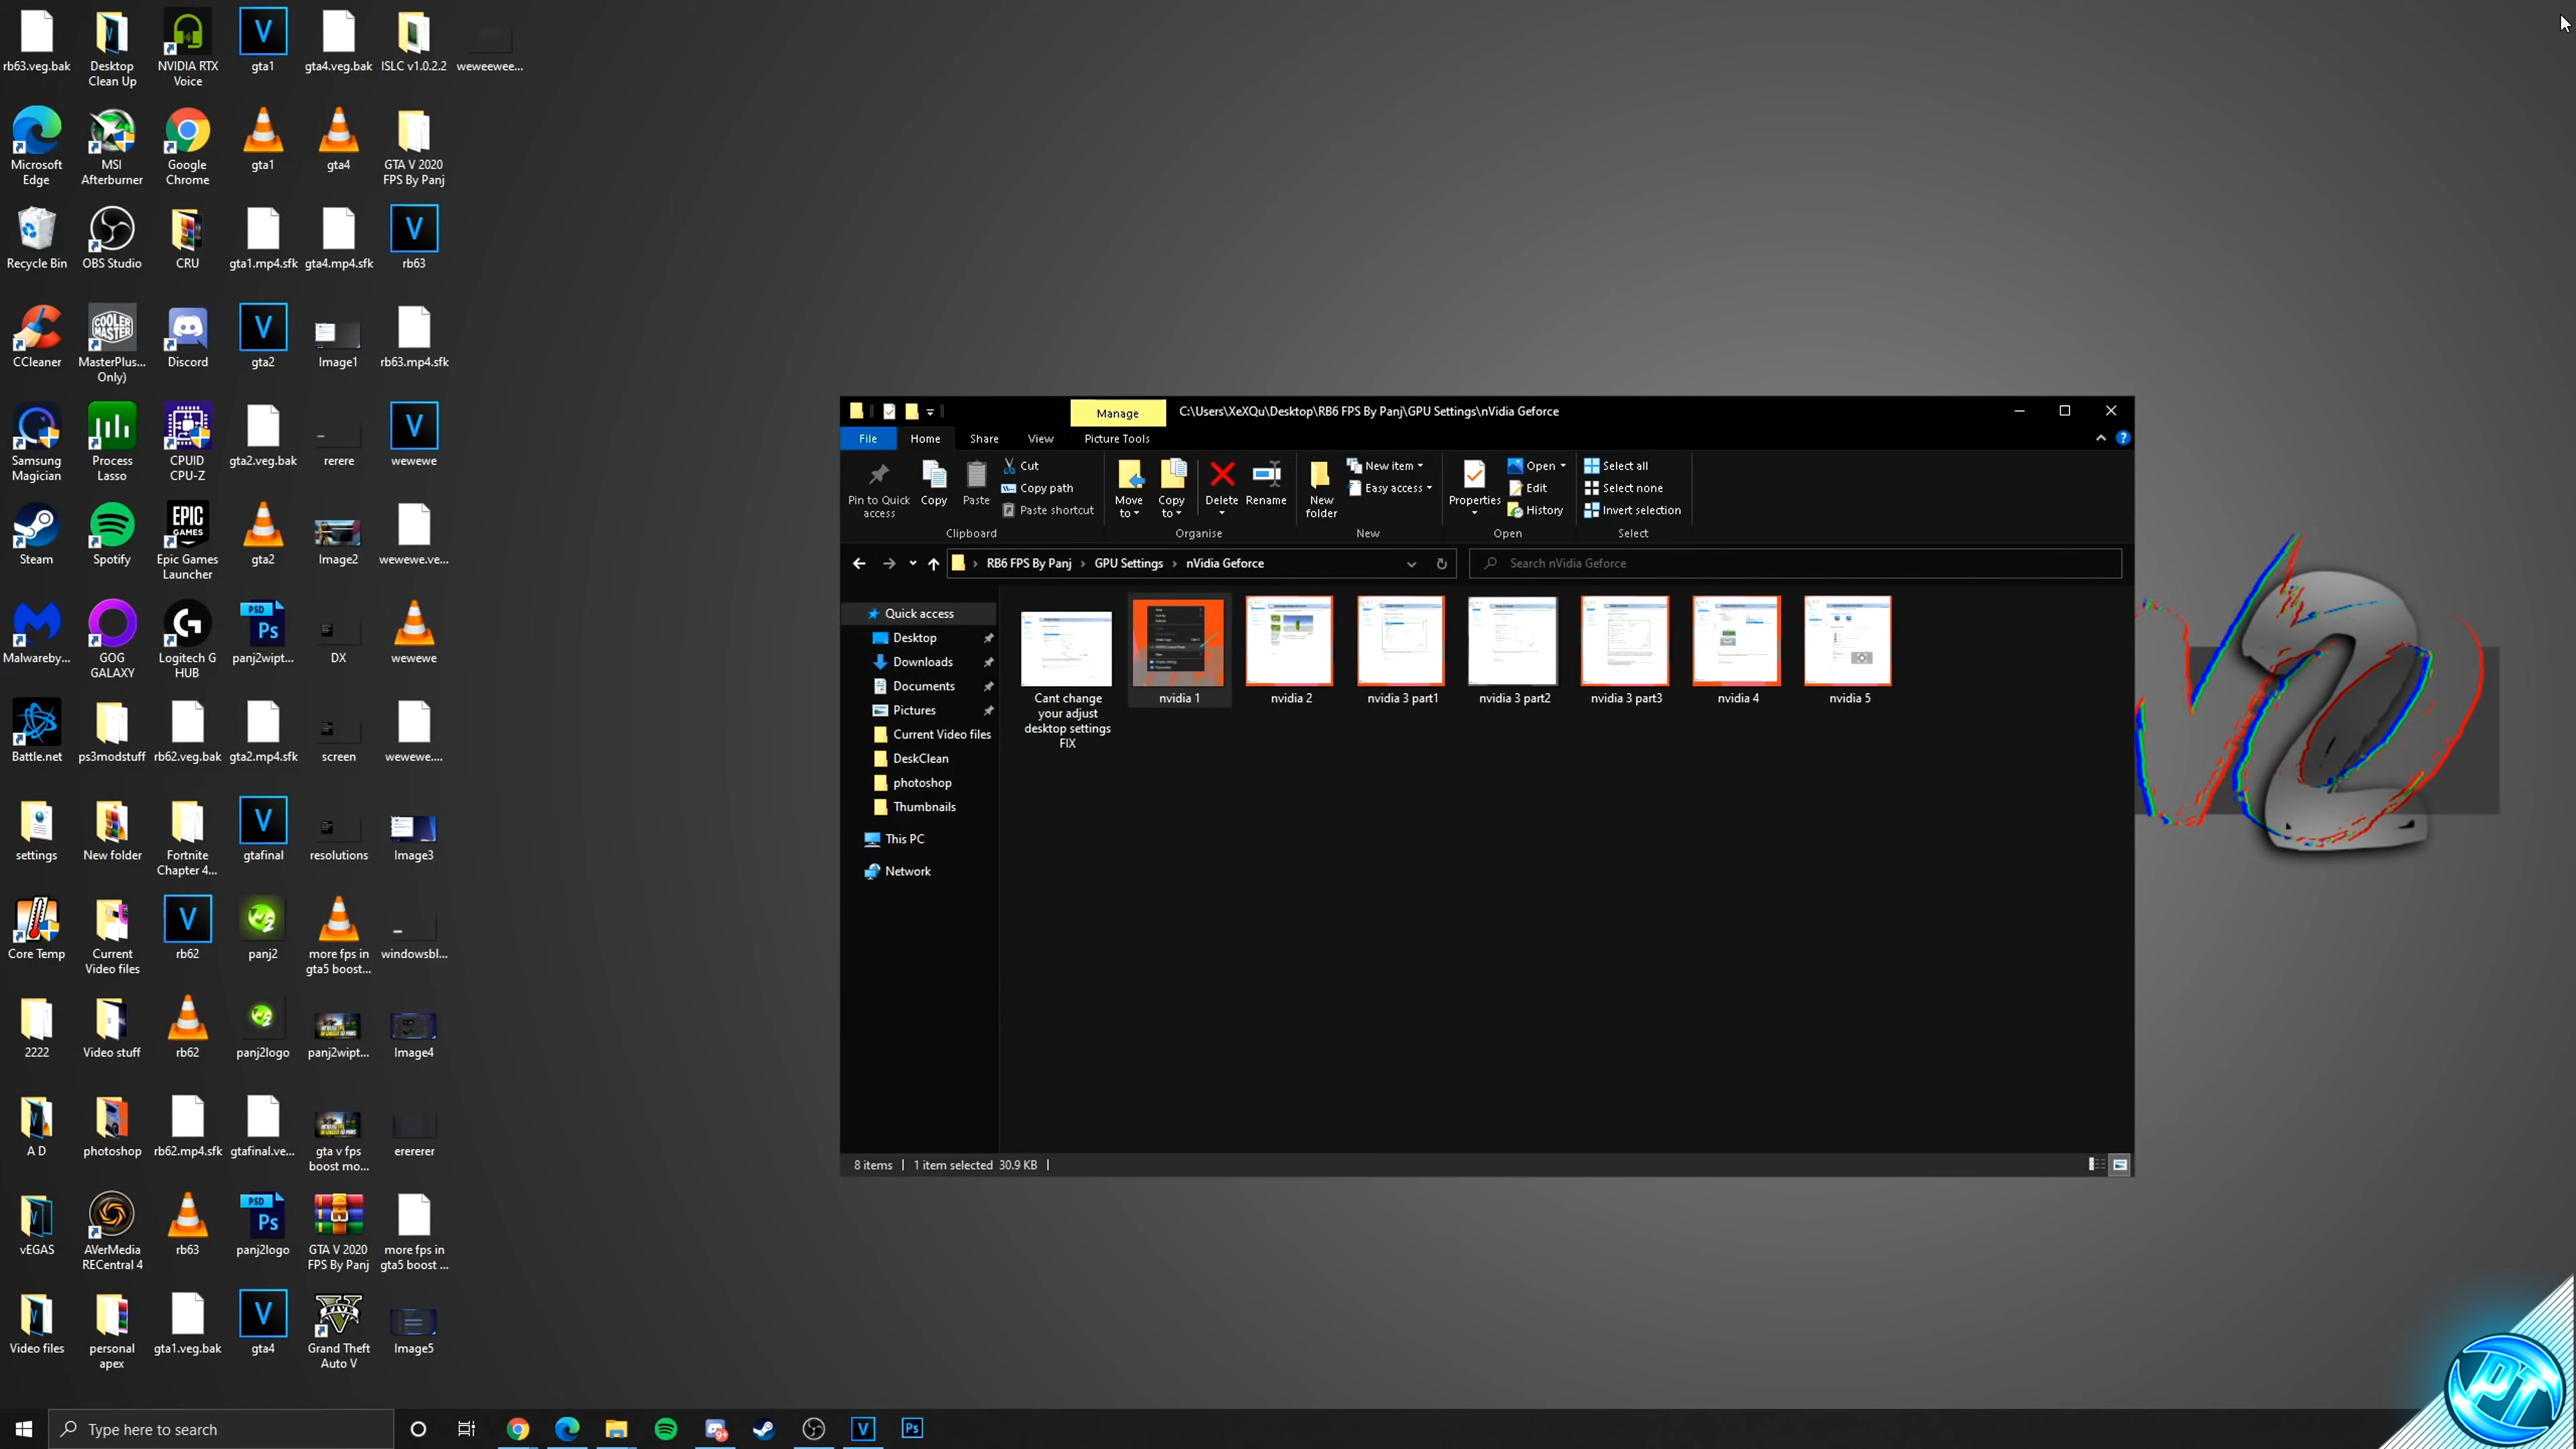 rb63.veg.bak
Desktop
Clean Up
NVIDIA RTX
Voice
gta1
gta4.veg.bak
ISLC v1.0.2.2
weweewee...
Microsoft
Edge
MSI
Afterburner
Google
Chrome
gta1
gta4
GTA V 2020
FPS By Panj
Recycle Bin
OBS Studio
CRU
gta1.mp4.sfk
gta4.mp4.sfk
rb63
CCleaner
COOLER
MASTER
MasterPlus...
Only)
Discord
gta2
Image1
rb63.mp4.sfk
Samsung
Magician
Process
Lasso
CPUID
CPU-Z
gta2.veg.bak
rerere
wewewe
Steam
Spotify
EPIC
GAMES
Epic Games
Launcher
gta2
Image2
wewewe.ve...
Malwareby...
GOG
GALAXY
Logitech G
HUB
PSD
Ps
panj2wipt...
DX
wewewe
Battle.net
ps3modstuff
rb62.veg.bak
gta2.mp4.sfk
screen
wewewe....
settings
New folder
Fortnite
Chapter 4...
gtafinal
resolutions
Image3
Core Temp
Current
Video files
rb62
panj2
more fps in
gta5 boost...
windowsbl...
2222
Video stuff
rb62
panj2logo
panj2wipt...
Image4
A D
photoshop
rb62.mp4.sfk
gtafinal.ve...
gta v fps
boost mo...
erererer
vEGAS
AVerMedia
RECentral 4
rb63
PSD
Ps
panj2logo
GTA V 2020
FPS By Panj
more fps in
gta5 boost ...
Video files
personal
apex
gta1.veg.bak
gta4
Grand Theft
Auto V
Image5
Manage
C:\Users\XeXQu\Desktop\RB6 FPS By Panj\GPU Settings\nVidia Geforce
File
Home
Share
View
Picture Tools
Pin to Quick
access
Copy
Paste
Cut
Copy path
Paste shortcut
Clipboard
Move
to
Copy
to
Delete
Rename
Organise
New
folder
New item
Easy access
New
Properties
Open
Edit
History
Open
Select all
Select none
Invert selection
Select
RB6 FPS By Panj
GPU Settings
nVidia Geforce
Search nVidia Geforce
Quick access
Desktop
Downloads
Documents
Pictures
Current Video files
DeskClean
photoshop
Thumbnails
This PC
Network
Cant change
your adjust
desktop settings
FIX
nvidia 1
nvidia 2
nvidia 3 part1
nvidia 3 part2
nvidia 3 part3
nvidia 4
nvidia 5
8 items
1 item selected 30.9 KB
Type here to search
9+
V
Ps
PT